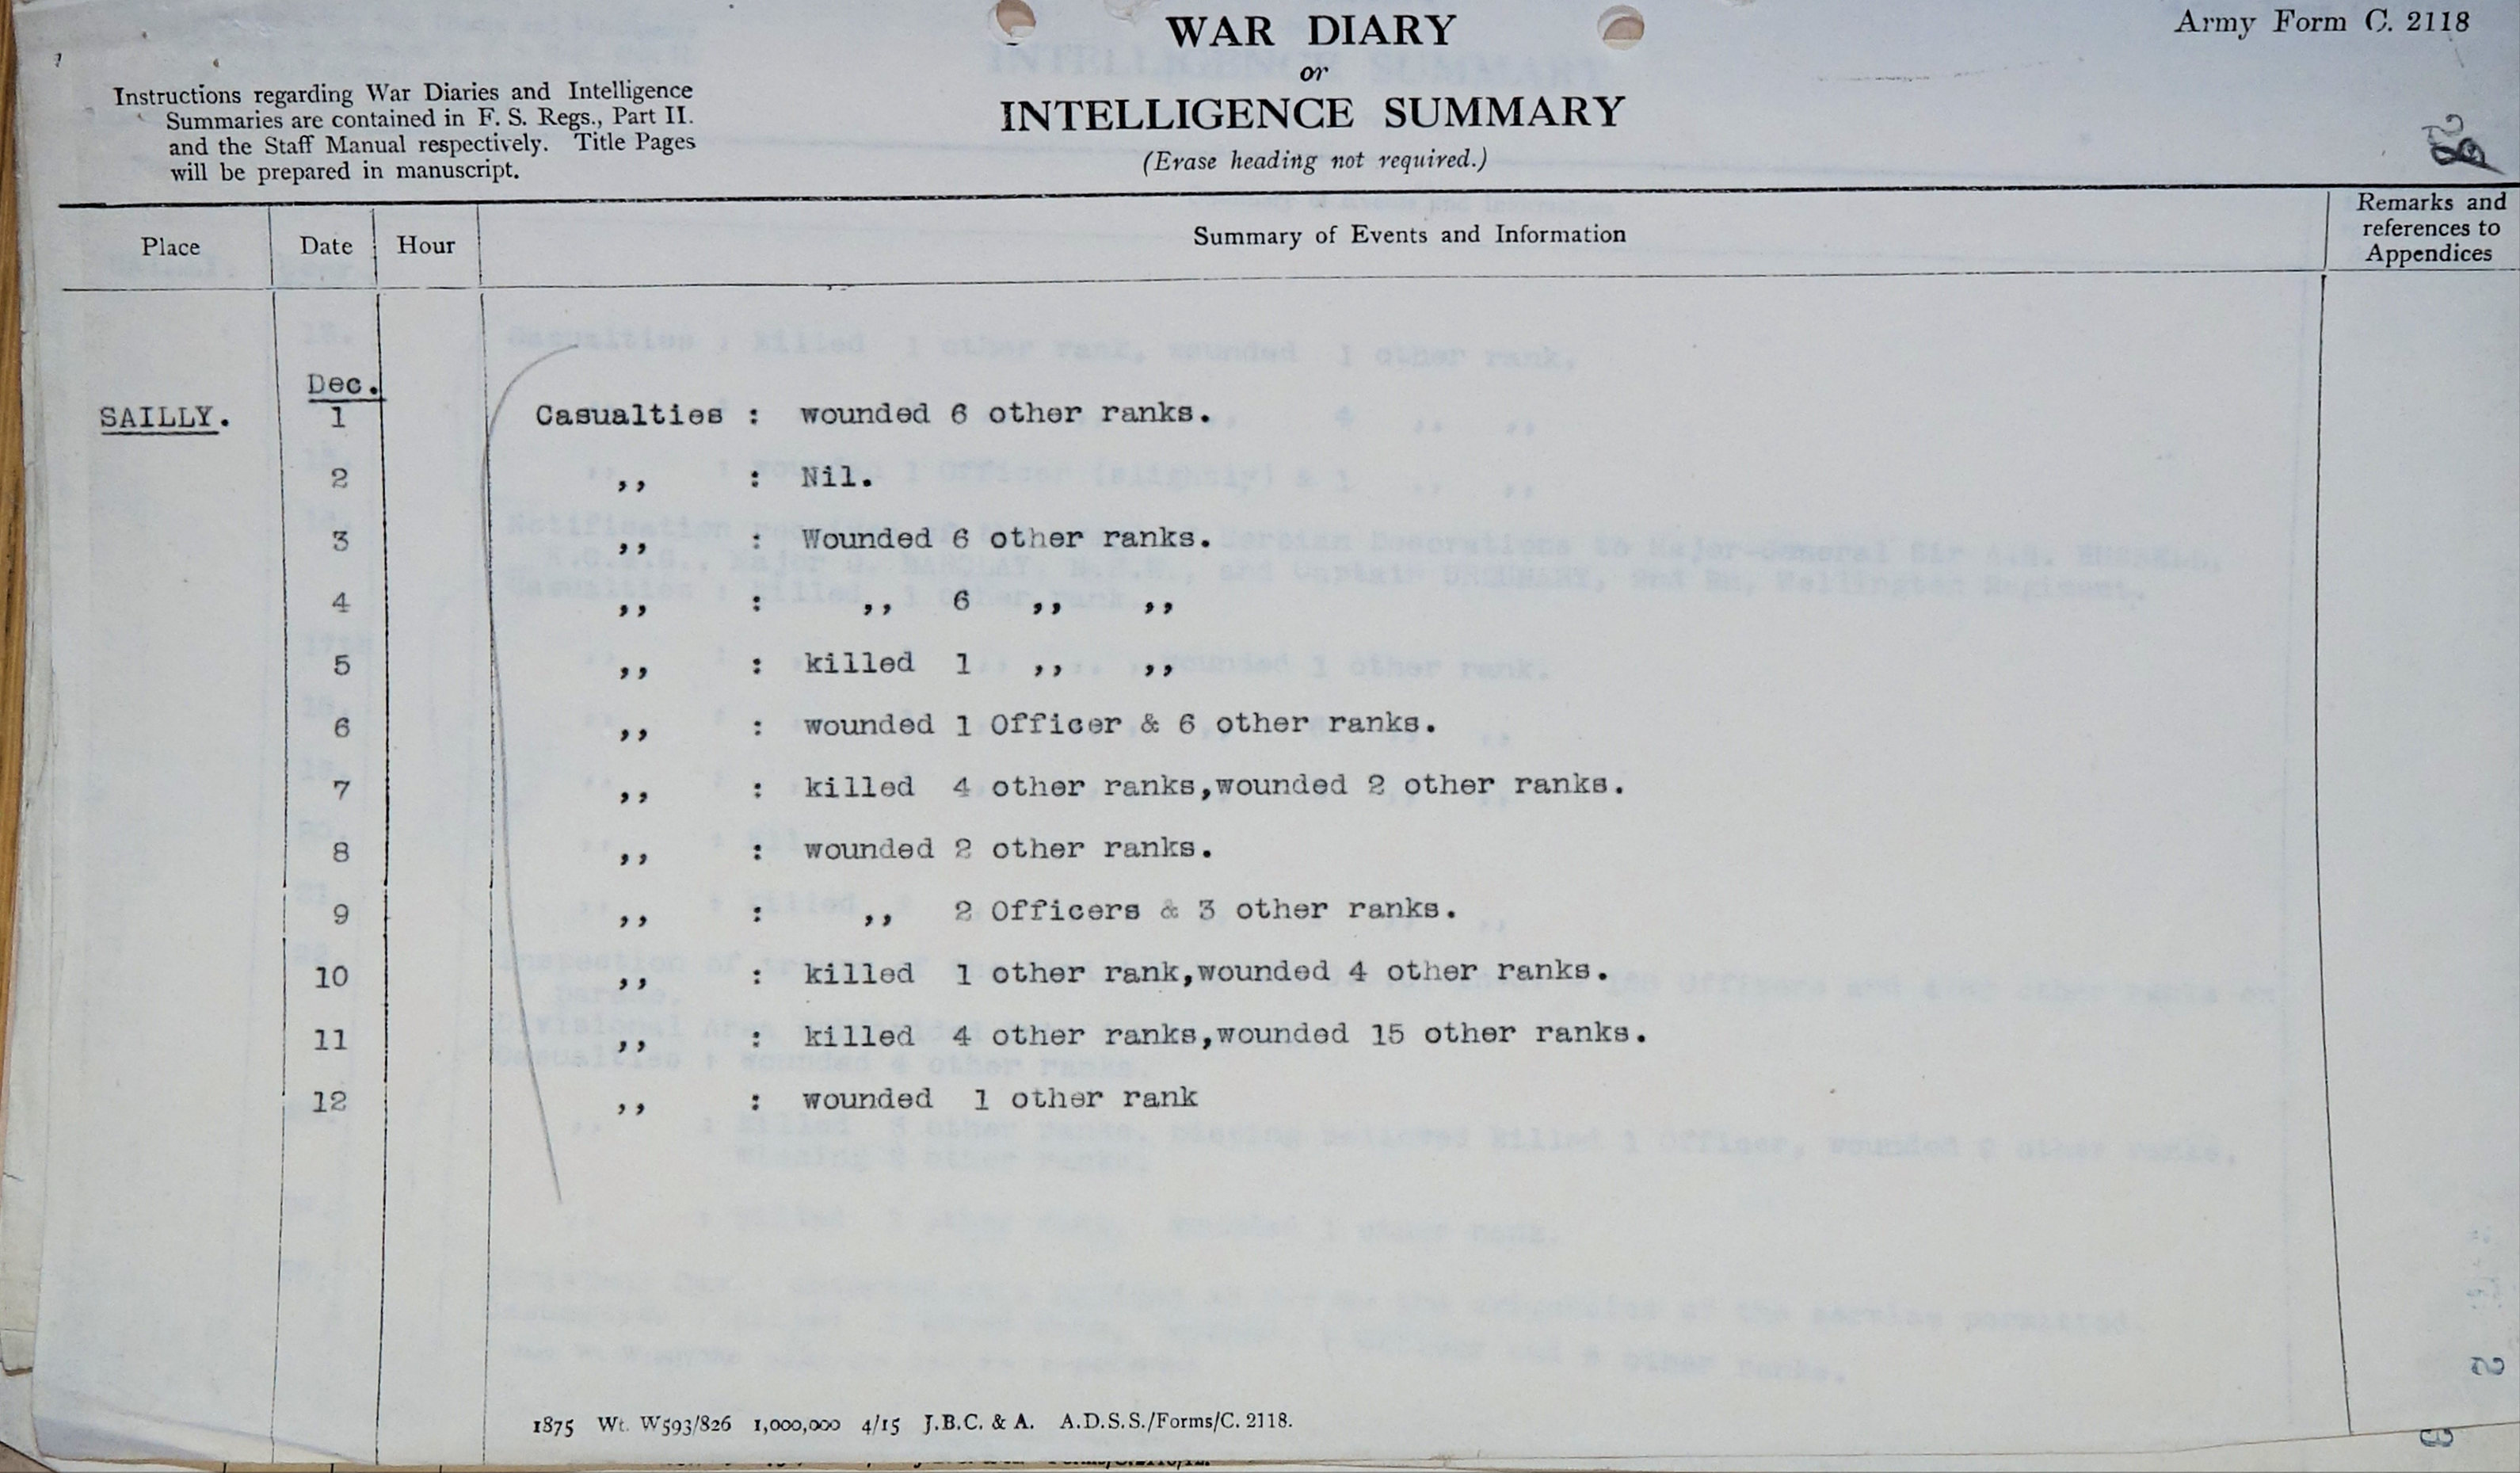 WAR DIARY
or
INTELLIGENCE SUMMARY
(Erase heading not required.)
Army Form C. 2118
Instructions regarding War Diaries and Intelligence
Summaries are contained in F. S. Regs., Part II.
and the Staff Manual respectively. Title Pages
will be prepared in manuscript.
Place Date Hour Summary of Events and Information Remarks and references to Appendices
Dec.
SAILLY. 1 Casualties : wounded 6 other ranks.
2 ,, : Nil.
3 ,, : Wounded 6 other ranks.
4 ,, : ,, 6 ,, ,,
5 ,, : killed 1 ,, ,,
6 ,, : wounded 1 Officer & 6 other ranks.
7 ,, : killed 4 other ranks,wounded 2 other ranks.
8 ,, : wounded 2 other ranks.
9 ,, : ,, 2 Officers & 3 other ranks.
10 ,, : killed 1 other rank,wounded 4 other ranks.
11 ,, : killed 4 other ranks,wounded 15 other ranks.
12 ,, : wounded 1 other rank
1875 Wt. W593/826 1,000,000 4/15 J.B.C. & A. A.D.S.S./Forms/C. 2118.